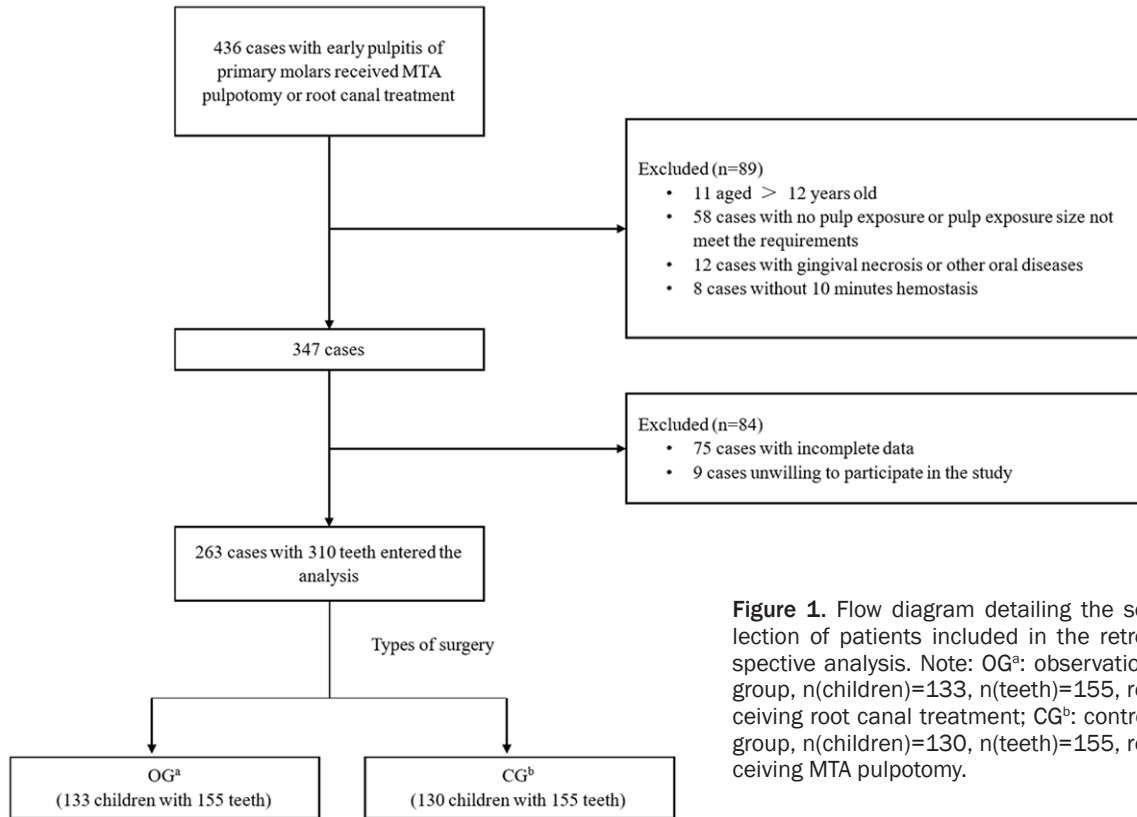 436 cases with early pulpitis of
primary molars received MTA
pulpotomy or root canal treatment
Excluded (n=89)
• 11 aged > 12 years old
• 58 cases with no pulp exposure or pulp exposure size not
meet the requirements
• 12 cases with gingival necrosis or other oral diseases
• 8 cases without 10 minutes hemostasis
347 cases
Excluded (n=84)
• 75 cases with incomplete data
• 9 cases unwilling to participate in the study
263 cases with 310 teeth entered the
analysis
Types of surgery
OGᵃ
(133 children with 155 teeth)
CGᵇ
(130 children with 155 teeth)
Figure 1. Flow diagram detailing the se
lection of patients included in the retro
spective analysis. Note: OGᵃ: observation
group, n(children)=133, n(teeth)=155, re
ceiving root canal treatment; CGᵇ: contro
group, n(children)=130, n(teeth)=155, re
ceiving MTA pulpotomy.